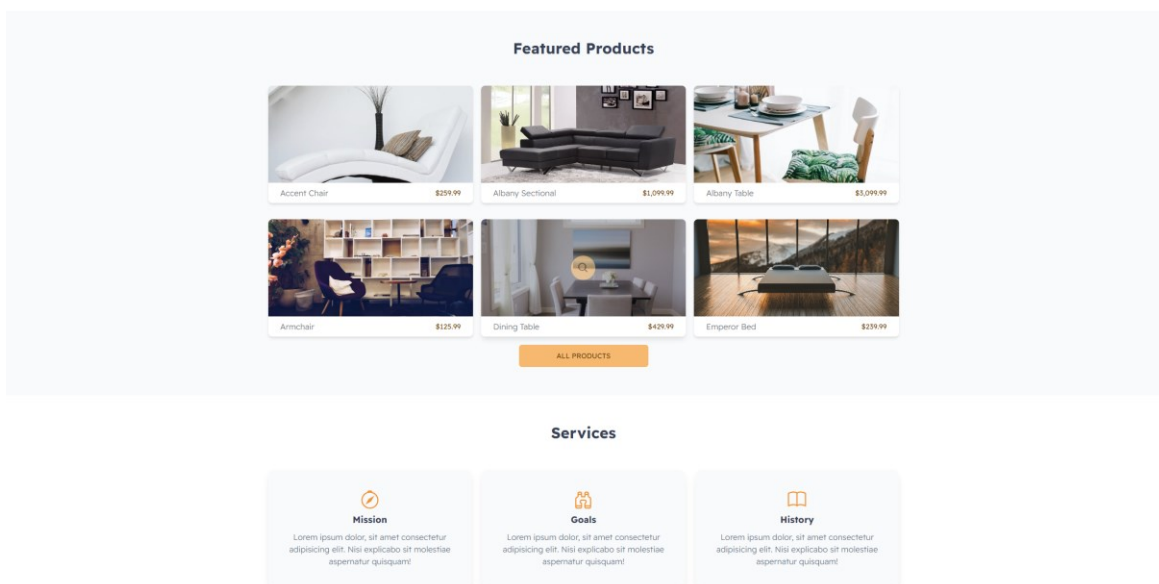 Featured Products
Accent Chair $259.99
Albany Sectional $1,099.99
Albany Table $3,099.99
Armchair $125.99
Dining Table $429.99
Emperor Bed $239.99
ALL PRODUCTS
Services
Mission
Lorem ipsum dolor, sit amet consectetur
adipisicing elit. Nisi explicabo sit molestiae
aspernatur quisquam!
Goals
Lorem ipsum dolor, sit amet consectetur
adipisicing elit. Nisi explicabo sit molestiae
aspernatur quisquam!
History
Lorem ipsum dolor, sit amet consectetur
adipisicing elit. Nisi explicabo sit molestiae
aspernatur quisquam!